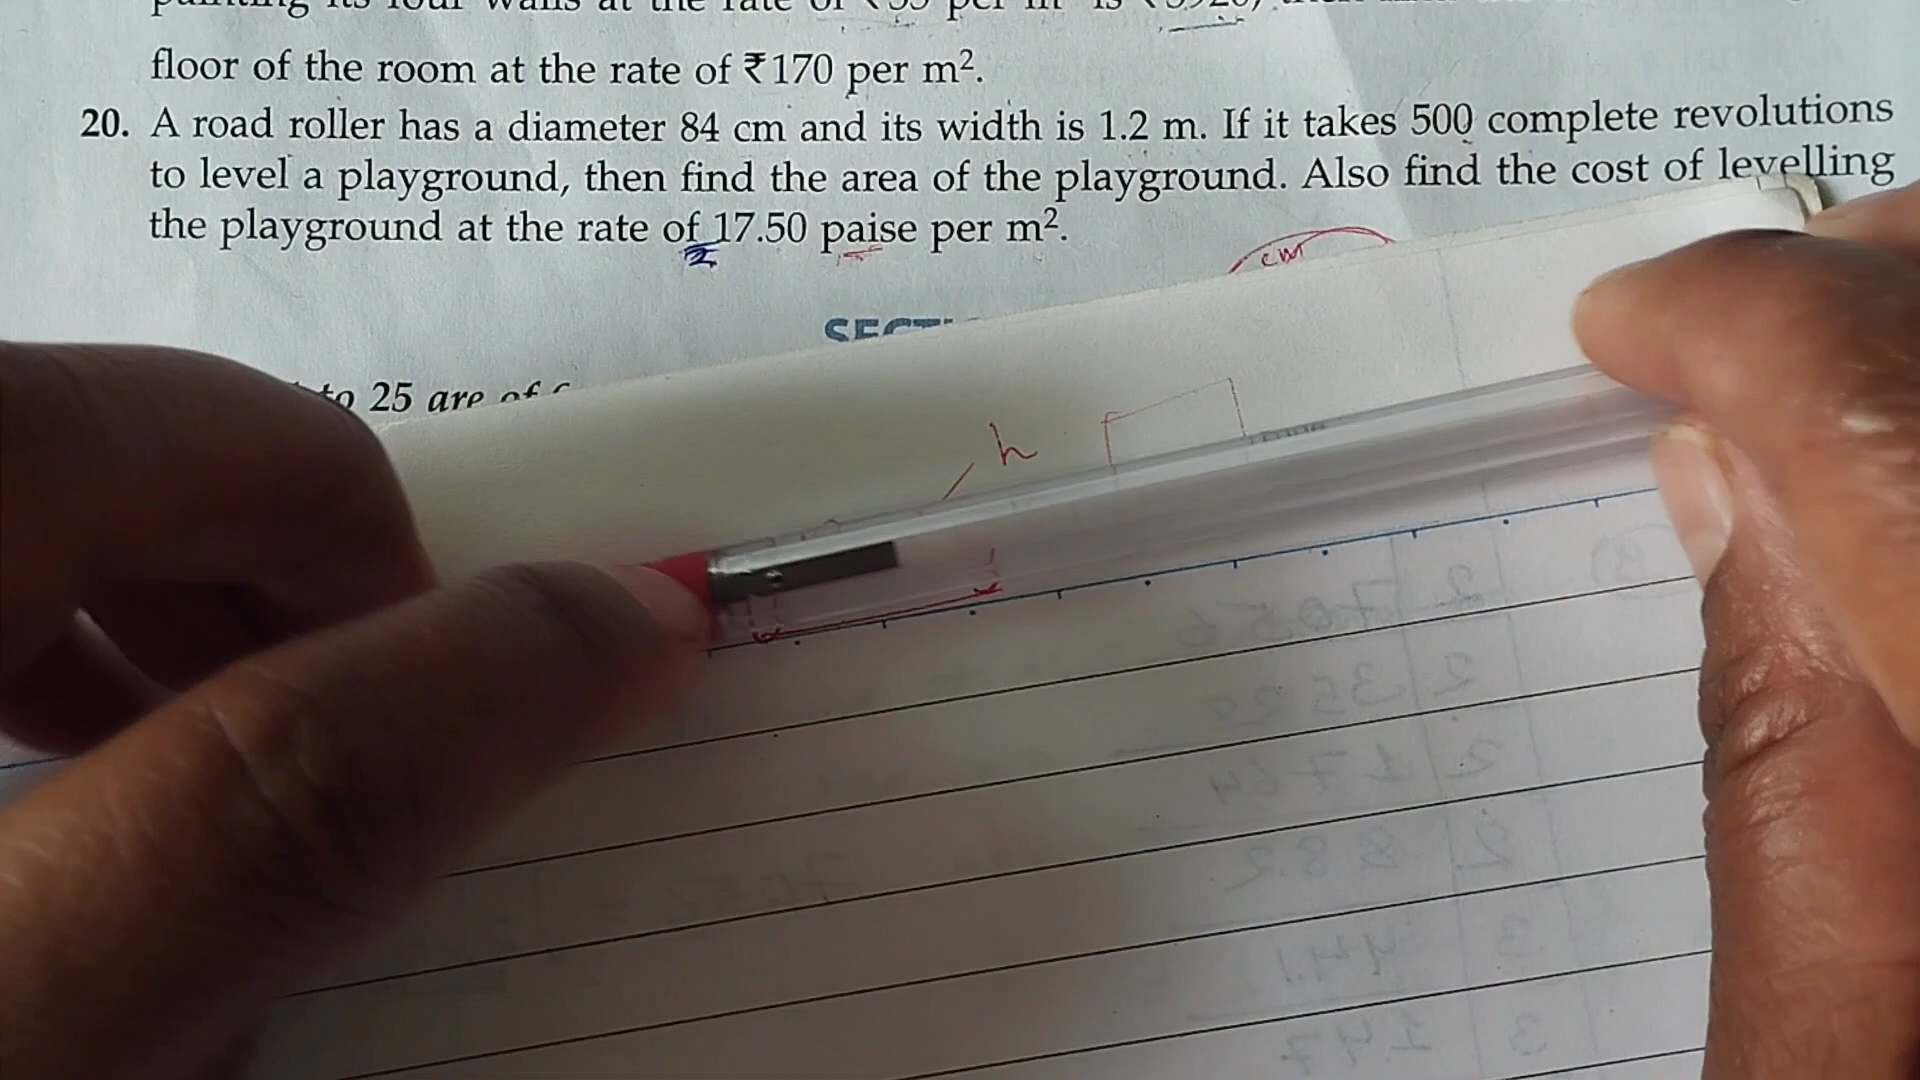 floor of the room at the rate of ₹170 per m².
20. A road roller has a diameter 84 cm and its width is 1.2 m. If it takes 500 complete revolutions
to level a playground, then find the area of the playground. Also find the cost of levelling
the playground at the rate of 17.50 paise per m².
cm
to 25 are of
h